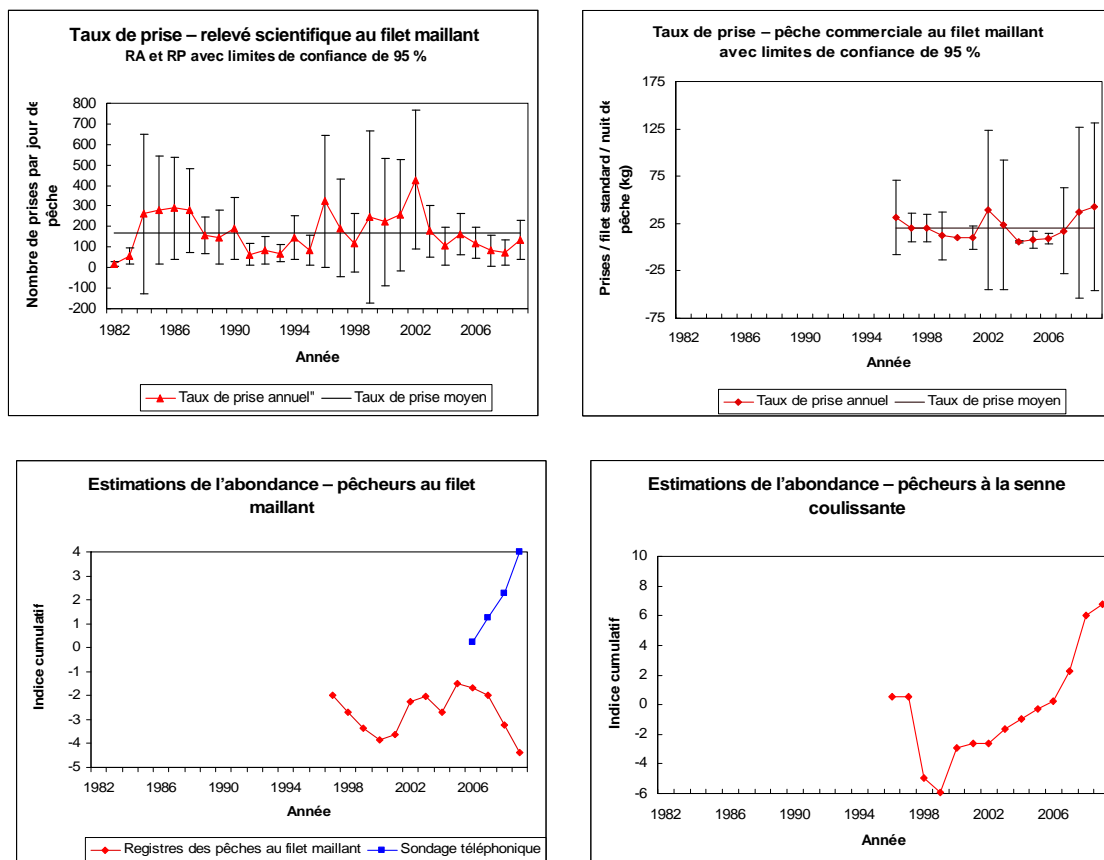 Taux de prise – relevé scientifique au filet maillant
RA et RP avec limites de confiance de 95 %
Nombre de prises par jour de
pêche
800
700
600
500
400
300
200
100
0
-100
-200
1982 1986 1990 1994 1998 2002 2006
Année
Taux de prise annuel" Taux de prise moyen
Taux de prise – pêche commerciale au filet maillant
avec limites de confiance de 95 %
Prises / filet standard / nuit de
pêche (kg)
175
125
75
25
-25
-75
1982 1986 1990 1994 1998 2002 2006
Année
Taux de prise annuel Taux de prise moyen
Estimations de l'abondance – pêcheurs au filet
maillant
Indice cumulatif
4
3
2
1
0
-1
-2
-3
-4
-5
1982 1986 1990 1994 1998 2002 2006
Année
Registres des pêches au filet maillant Sondage téléphonique
Estimations de l'abondance – pêcheurs à la senne
coulissante
Indice cumulatif
10
8
6
4
2
0
-2
-4
-6
1982 1986 1990 1994 1998 2002 2006
Année